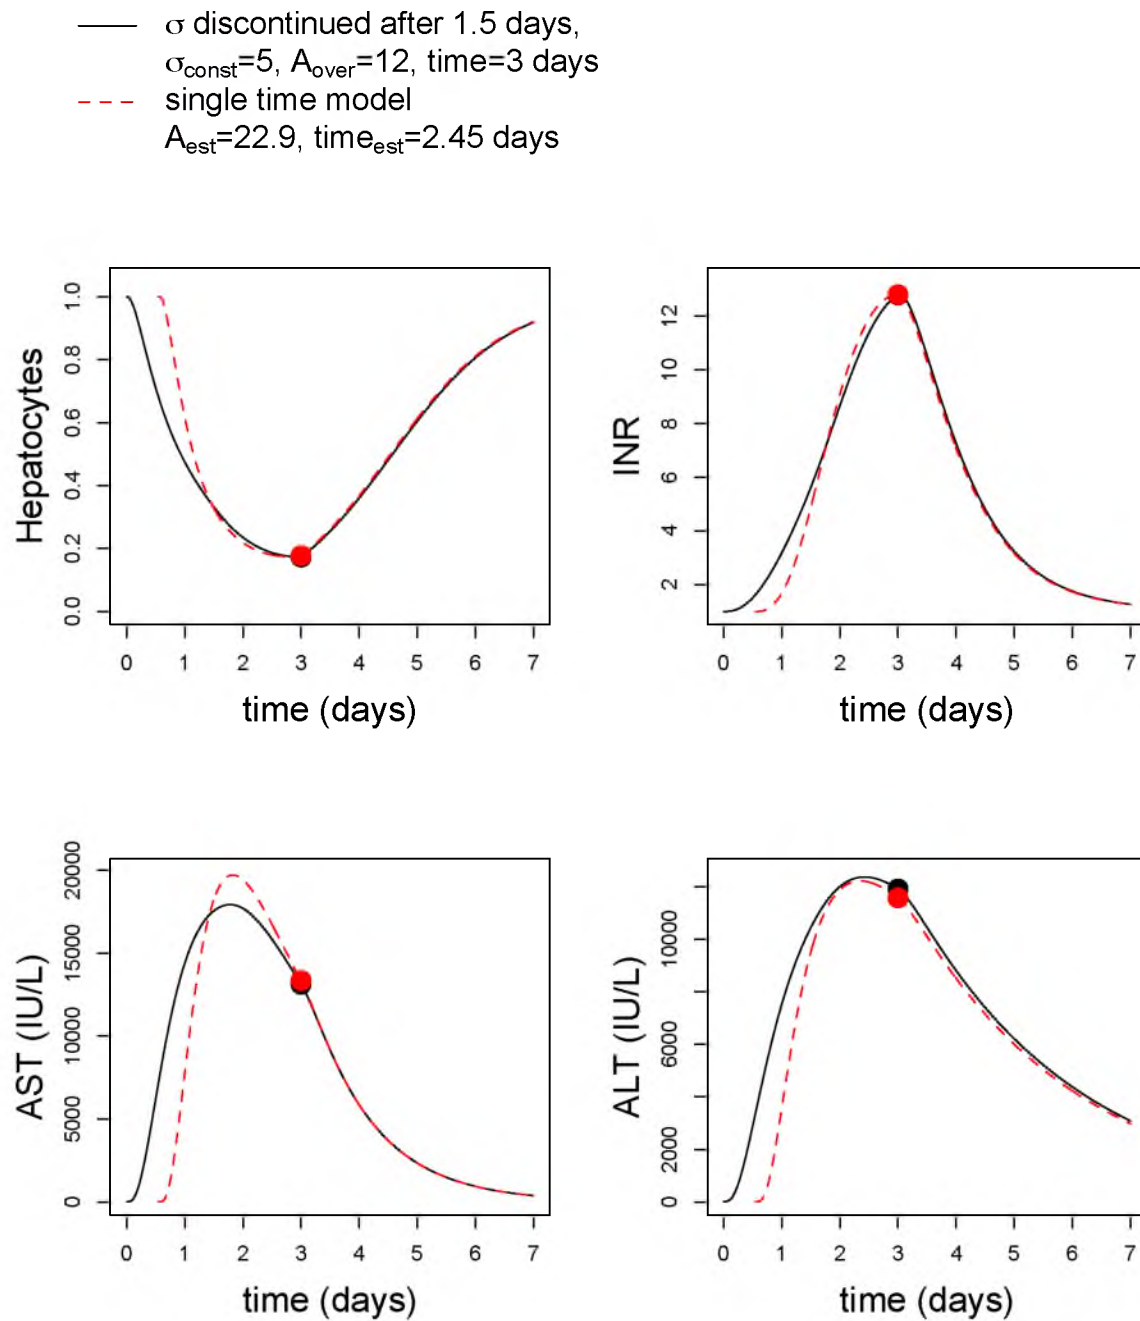 σ discontinued after 1.5 days,
σconst=5, Aover=12, time=3 days
single time model
Aest=22.9, timeest=2.45 days
Hepatocytes
0.0 0.2 0.4 0.6 0.8 1.0
0 1 2 3 4 5 6 7
time (days)
INR
2 4 6 8 10 12
0 1 2 3 4 5 6 7
time (days)
AST (IU/L)
0 5000 10000 15000 20000
0 1 2 3 4 5 6 7
time (days)
ALT (IU/L)
0 2000 6000 10000
0 1 2 3 4 5 6 7
time (days)